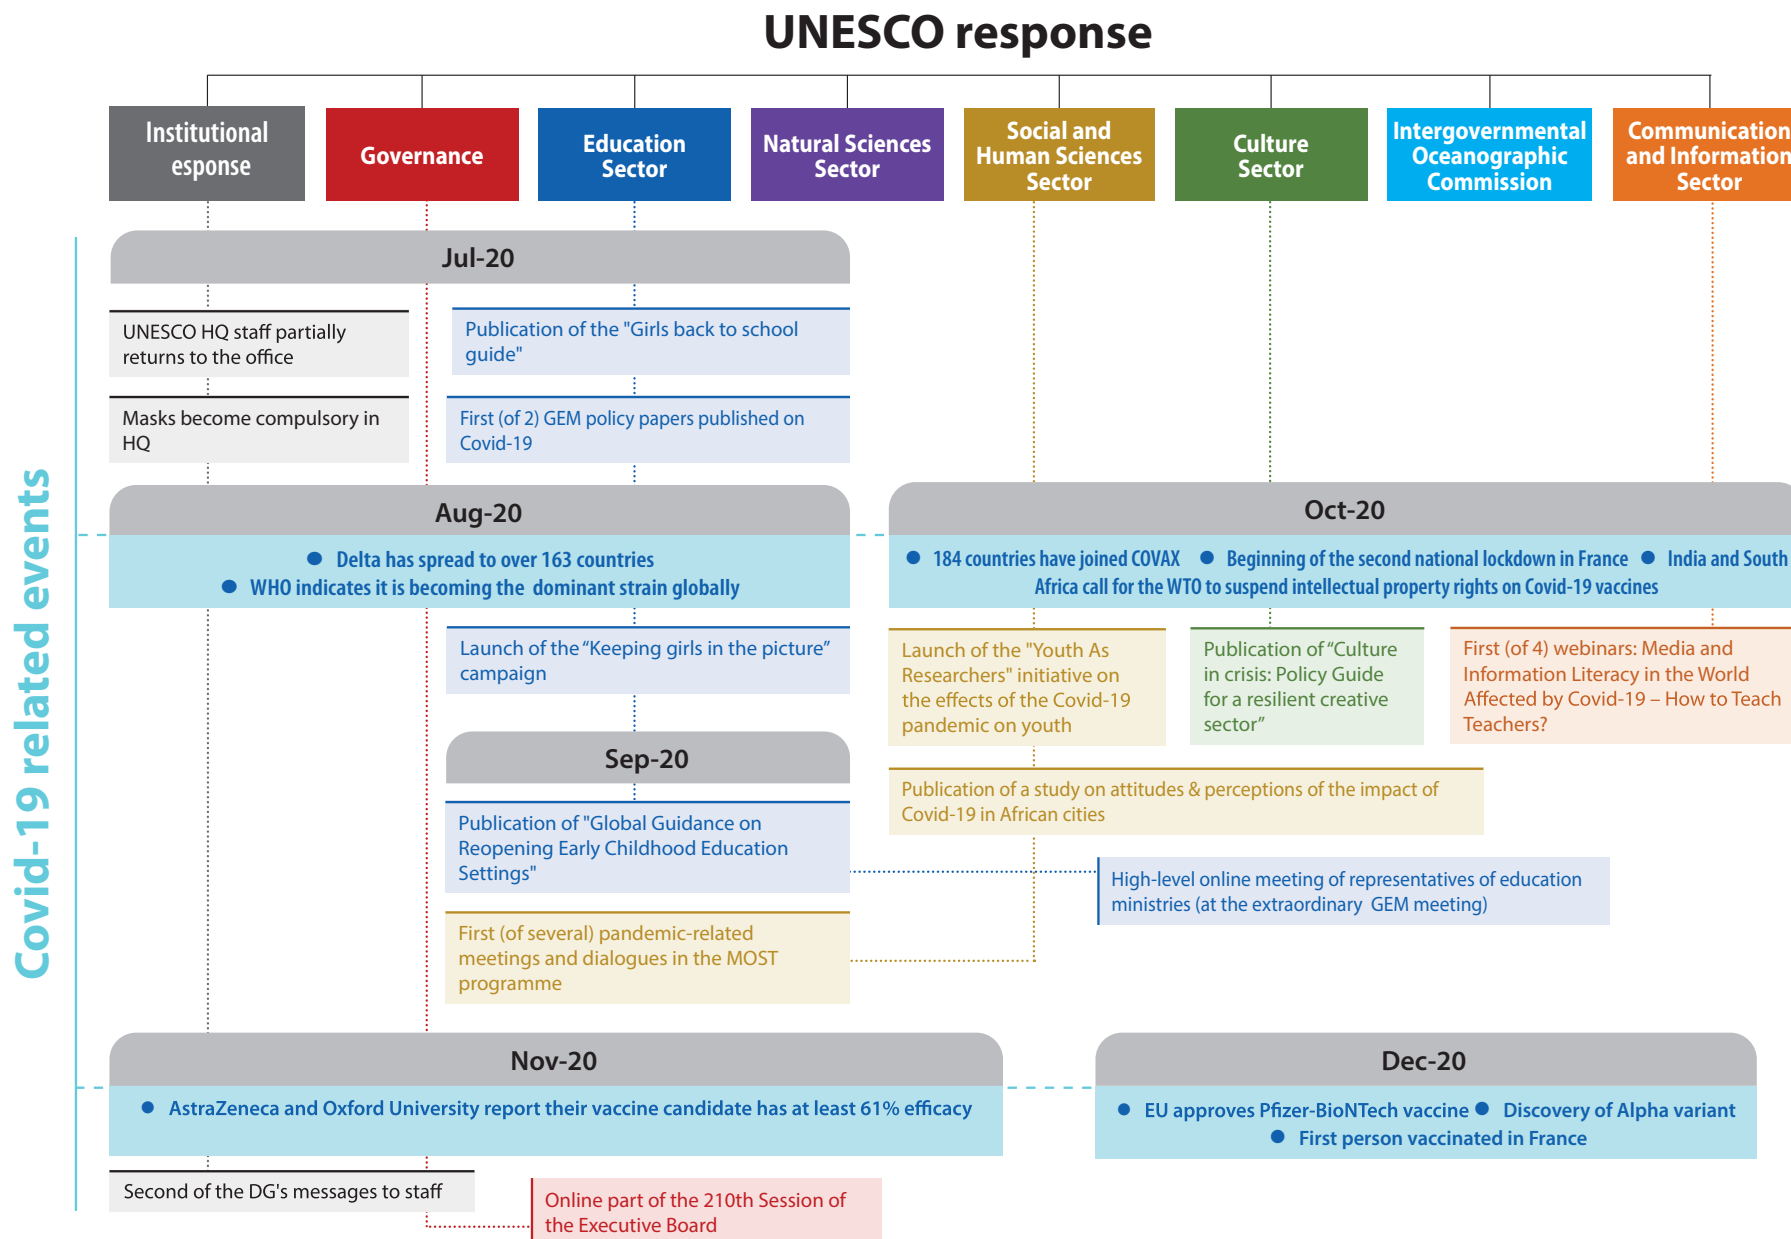 UNESCO response
Institutional
esponse
Governance
Education
Sector
Natural Sciences
Sector
Social and
Human Sciences
Sector
Culture
Sector
Intergovernmental
Oceanographic
Commission
Communication
and Information
Sector
Covid-19 related events
Jul-20
UNESCO HQ staff partially
returns to the office
Publication of the "Girls back to school
guide"
Masks become compulsory in
HQ
First (of 2) GEM policy papers published on
Covid-19
Aug-20
● Delta has spread to over 163 countries
● WHO indicates it is becoming the dominant strain globally
Launch of the “Keeping girls in the picture”
campaign
Sep-20
Publication of "Global Guidance on
Reopening Early Childhood Education
Settings"
First (of several) pandemic-related
meetings and dialogues in the MOST
programme
Oct-20
● 184 countries have joined COVAX ● Beginning of the second national lockdown in France ● India and South
Africa call for the WTO to suspend intellectual property rights on Covid-19 vaccines
Launch of the "Youth As
Researchers" initiative on
the effects of the Covid-19
pandemic on youth
Publication of “Culture
in crisis: Policy Guide
for a resilient creative
sector”
First (of 4) webinars: Media and
Information Literacy in the World
Affected by Covid-19 – How to Teach
Teachers?
Publication of a study on attitudes & perceptions of the impact of
Covid-19 in African cities
High-level online meeting of representatives of education
ministries (at the extraordinary GEM meeting)
Nov-20
● AstraZeneca and Oxford University report their vaccine candidate has at least 61% efficacy
Second of the DG's messages to staff
Online part of the 210th Session of
the Executive Board
Dec-20
● EU approves Pfizer-BioNTech vaccine ● Discovery of Alpha variant
● First person vaccinated in France